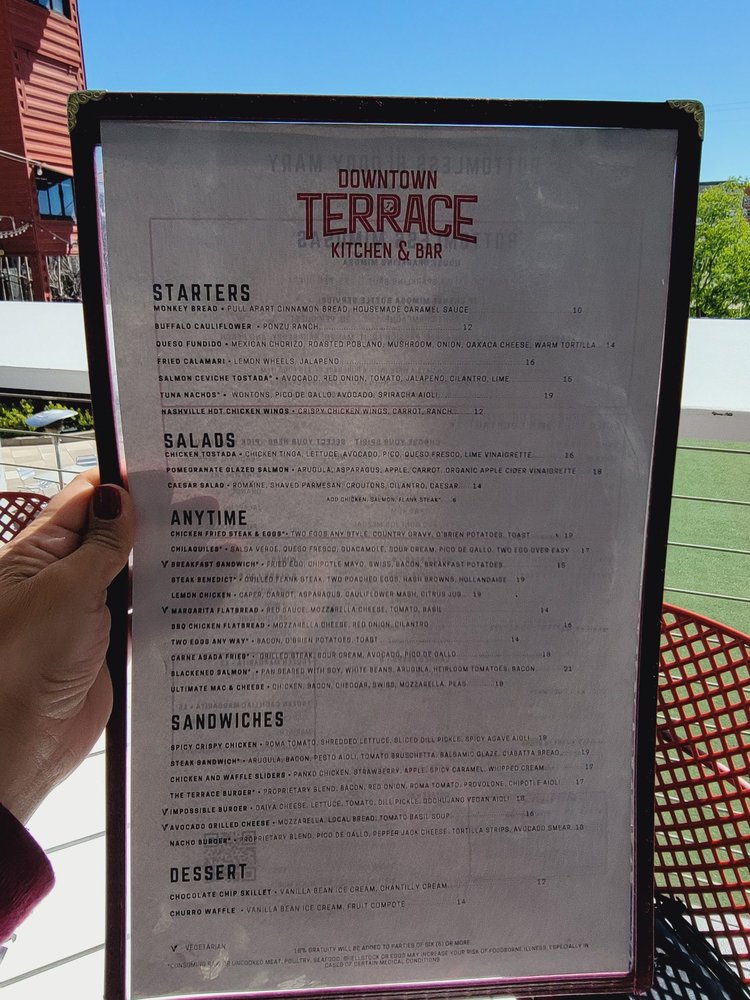 DOWNTOWN
TERRACE
KITCHEN & BAR
STARTERS
MONKEY BREAD • PULL APART CINNAMON BREAD, HOUSEMADE CARAMEL SAUCE 10
BUFFALO CAULIFLOWER • PONZU RANCH 12
QUESO FUNDIDO • MEXICAN CHORIZO, ROASTED POBLANO, MUSHROOM, ONION, OAXACA CHEESE, WARM TORTILLA 14
FRIED CALAMARI • LEMON WHEELS, JALAPENO 16
SALMON CEVICHE TOSTADA* • AVOCADO, RED ONION, TOMATO, JALAPENO, CILANTRO, LIME 15
TUNA NACHOS* • WONTONS, PICO DE GALLO, AVOCADO, SRIRACHA AIOLI 19
NASHVILLE HOT CHICKEN WINGS • CRISPY CHICKEN WINGS, CARROT, RANCH 12
SALADS
CHICKEN TOSTADA • CHICKEN TINGA, LETTUCE, AVOCADO, PICO, QUESO FRESCO, LIME VINAIGRETTE 16
POMEGRANATE GLAZED SALMON • ARUGULA, ASPARAGUS, APPLE, CARROT, ORGANIC APPLE CIDER VINAIGRETTE 18
CAESAR SALAD • ROMAINE, SHAVED PARMESAN, CROUTONS, CILANTRO, CAESAR 14
ADD CHICKEN, SALMON, FLANK STEAK* 6
ANYTIME
CHICKEN FRIED STEAK & EGGS* • TWO EGGS ANY STYLE, COUNTRY GRAVY, O'BRIEN POTATOES, TOAST 19
CHILAQUILES* • SALSA VERDE, QUESO FRESCO, GUACAMOLE, SOUR CREAM, PICO DE GALLO, TWO EGG OVER EASY 17
V BREAKFAST SANDWICH* • FRIED EGG, CHIPOTLE MAYO, SWISS, BACON, BREAKFAST POTATOES 15
STEAK BENEDICT* • GRILLED FLANK STEAK, TWO POACHED EGGS, HASH BROWNS, HOLLANDAISE 19
LEMON CHICKEN • CAPER, CARROT, ASPARAGUS, CAULIFLOWER MASH, CITRUS JUS 19
V MARGARITA FLATBREAD • RED SAUCE, MOZZARELLA CHEESE, TOMATO, BASIL 14
BBQ CHICKEN FLATBREAD • MOZZARELLA CHEESE, RED ONION, CILANTRO 16
TWO EGGS ANY WAY* • BACON, O'BRIEN POTATOES, TOAST 14
CARNE ASADA FRIES* • GRILLED STEAK, SOUR CREAM, AVOCADO, PICO DE GALLO 18
BLACKENED SALMON* • PAN SEARED WITH SOY, WHITE BEANS, ARUGULA, HEIRLOOM TOMATOES, BACON 21
ULTIMATE MAC & CHEESE • CHICKEN, BACON, CHEDDAR, SWISS, MOZZARELLA, PEAS 18
SANDWICHES
SPICY CRISPY CHICKEN • ROMA TOMATO, SHREDDED LETTUCE, SLICED DILL PICKLE, SPICY AGAVE AIOLI 18
STEAK SANDWICH* • ARUGULA, BACON, PESTO AIOLI, TOMATO BRUSCHETTA, BALSAMIC GLAZE, CIABATTA BREAD 19
CHICKEN AND WAFFLE SLIDERS • PANKO CHICKEN, STRAWBERRY, APPLE, SPICY CARAMEL, WHIPPED CREAM 17
THE TERRACE BURGER* • PROPRIETARY BLEND, BACON, RED ONION, ROMA TOMATO, PROVOLONE, CHIPOTLE AIOLI 17
V IMPOSSIBLE BURGER • DAIYA CHEESE, LETTUCE, TOMATO, DILL PICKLE, GOCHUJANG VEGAN AIOLI 18
V AVOCADO GRILLED CHEESE • MOZZARELLA, LOCAL BREAD, TOMATO BASIL SOUP 16
NACHO BURGER* • PROPRIETARY BLEND, PICO DE GALLO, PEPPER JACK CHEESE, TORTILLA STRIPS, AVOCADO SMEAR 18
DESSERT
CHOCOLATE CHIP SKILLET • VANILLA BEAN ICE CREAM, CHANTILLY CREAM 12
CHURRO WAFFLE • VANILLA BEAN ICE CREAM, FRUIT COMPOTE 14
V VEGETARIAN
18% GRATUITY WILL BE ADDED TO PARTIES OF SIX (6) OR MORE.
*CONSUMING RAW OR UNCOOKED MEAT, POULTRY, SEAFOOD, SHELLSTOCK OR EGGS MAY INCREASE YOUR RISK OF FOODBORNE ILLNESS, ESPECIALLY IN
CASES OF CERTAIN MEDICAL CONDITIONS